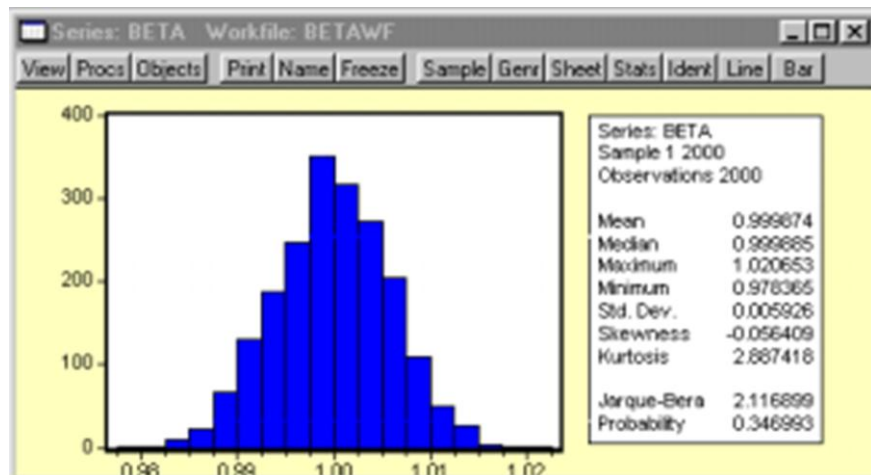 Series: BETA Workfile: BETAWF
View Procs Objects Print Name Freeze Sample Genr Sheet Stats Ident Line Bar
400
300
200
100
0
0.98 0.99 1.00 1.01 1.02
Series: BETA
Sample 1 2000
Observations 2000
Mean 0.999874
Median 0.999885
Maximum 1.020653
Minimum 0.978365
Std. Dev. 0.005926
Skewness -0.056409
Kurtosis 2.887418
Jarque-Bera 2.116899
Probability 0.346993